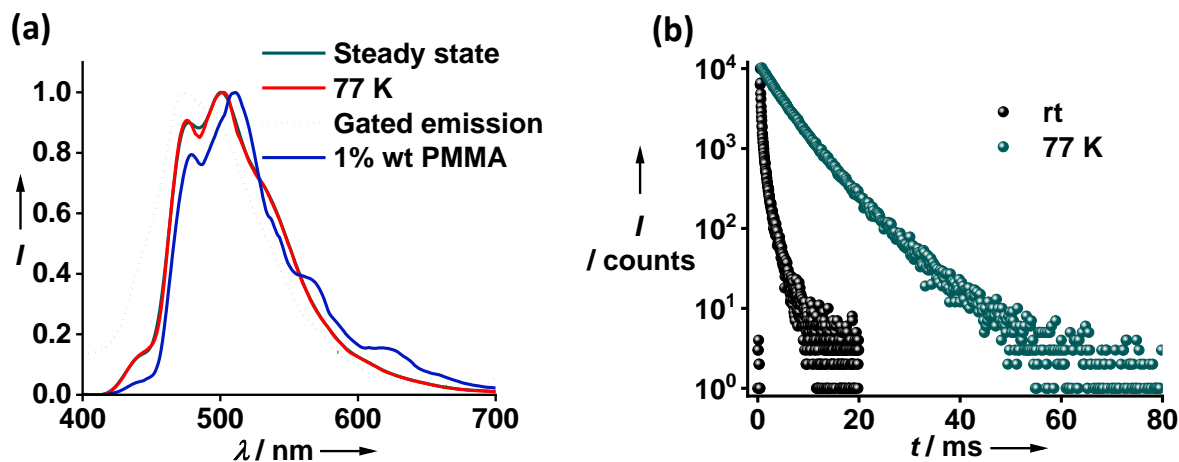 (a)
Steady state
77 K
Gated emission
1% wt PMMA
1.0
0.8
0.6
0.4
0.2
0.0
I
400
500
600
700
λ / nm
(b)
rt
77 K
10⁴
10³
10²
10¹
10⁰
I
/ counts
0
20
40
60
80
t / ms